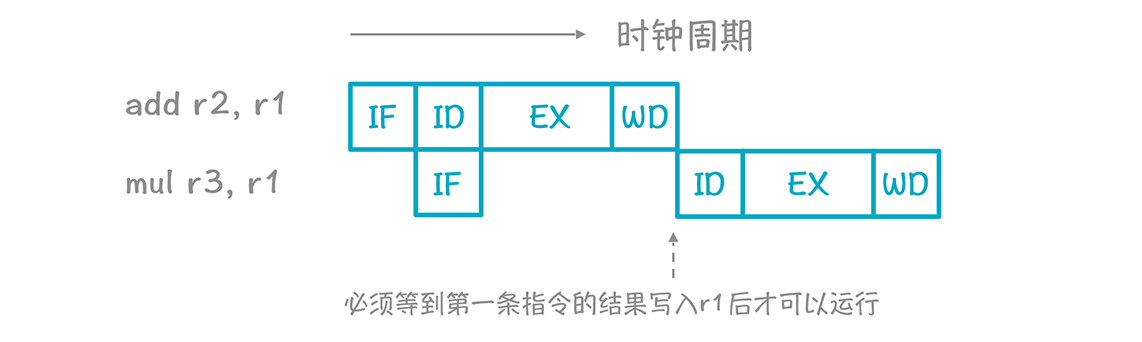 时钟周期
add r2, r1
IF ID EX WD
mul r3, r1
IF ID EX WD
必须等到第一条指令的结果写入r1后才可以运行